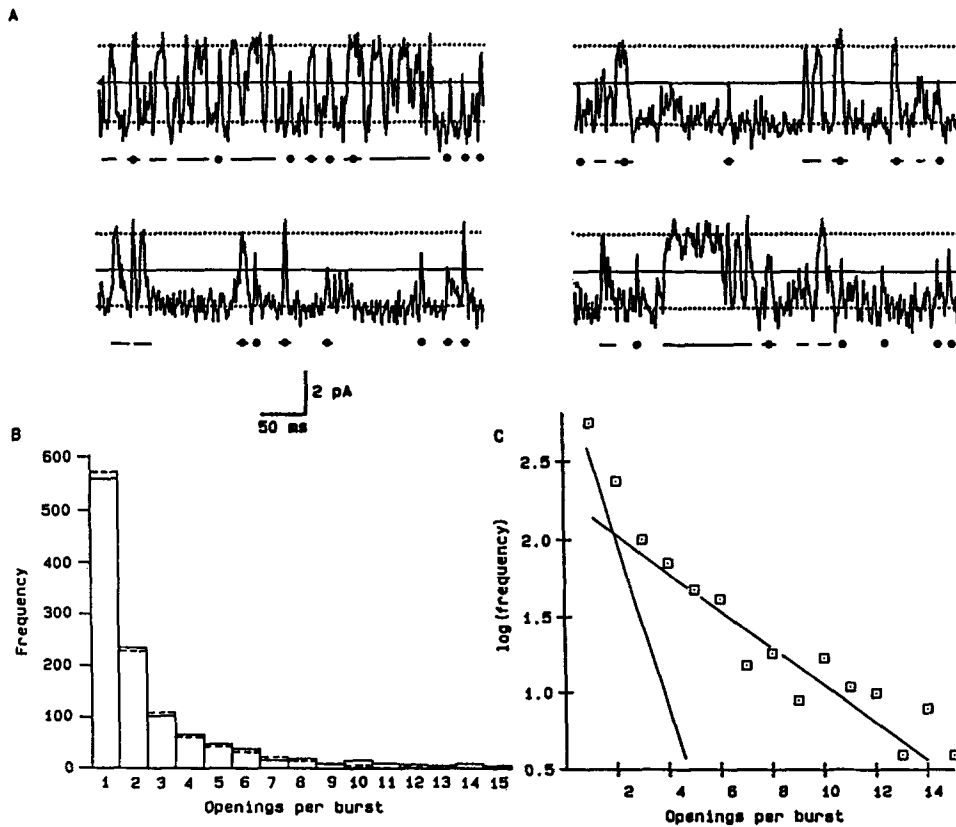 A
2 pA
50 ms
B
600
500
400
300
200
100
0
Frequency
1 2 3 4 5 6 7 8 9 10 11 12 13 14 15
Openings per burst
C
2.5
2.0
1.5
1.0
0.5
log(frequency)
2 4 6 8 10 12 14
Openings per burst